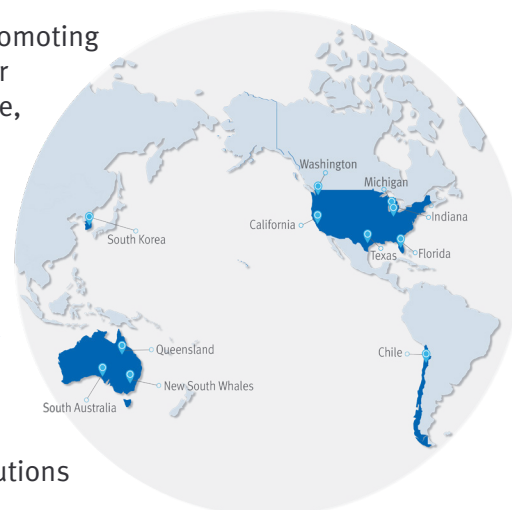 omoting
r
e,
Washington
Michigan
California
Indiana
South Korea
Texas
Florida
Queensland
Chile
New South Whales
South Australia
utions